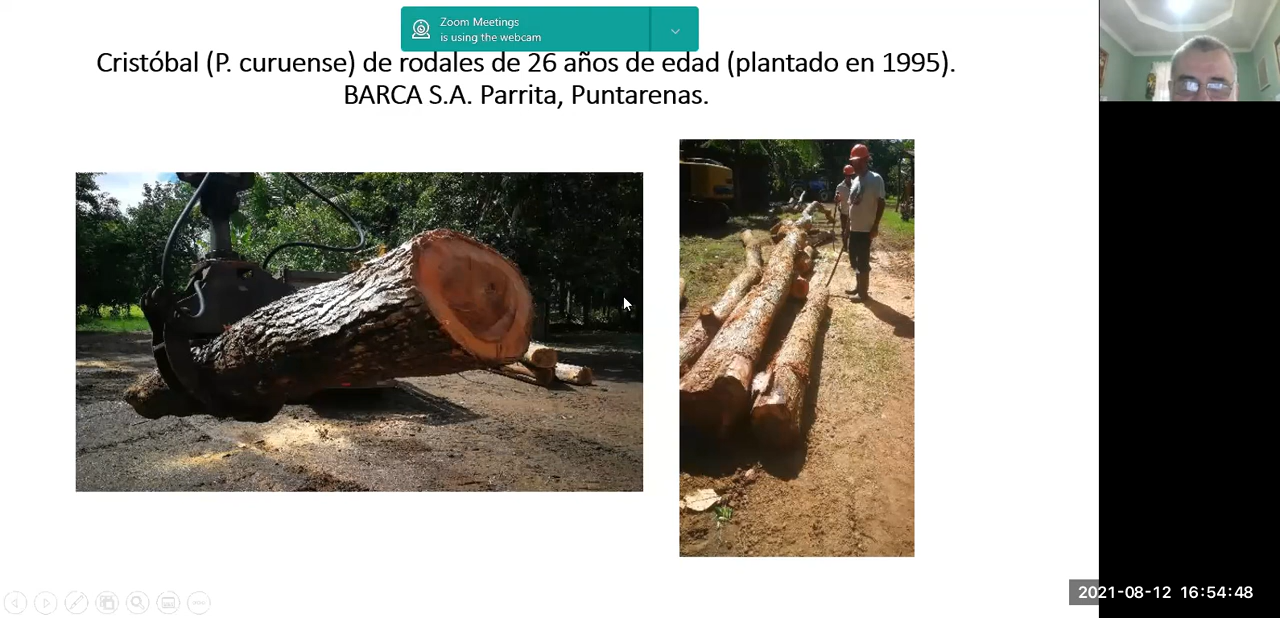 Zoom Meetings
is using the webcam
Cristóbal (P. curuense) de rodales de 26 años de edad (plantado en 1995).
BARCA S.A. Parrita, Puntarenas.
2021-08-12 16:54:48